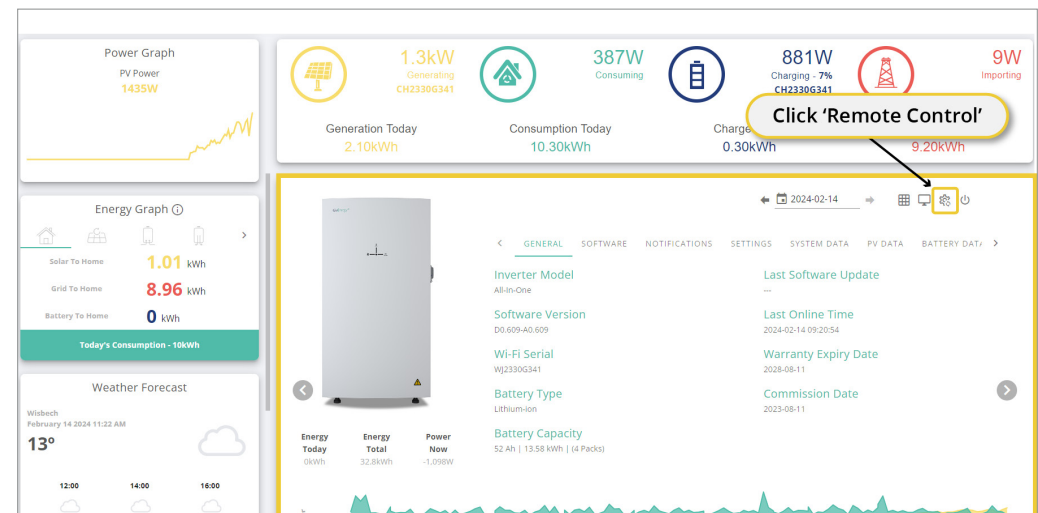 Power Graph
PV Power
1435W
1.3kW
Generating
CH2330G341
Generation Today
2.10kWh
387W
Consuming
Consumption Today
10.30kWh
881W
Charging - 7%
CH2330G341
Charge
0.30kWh
9W
Importing
9.20kWh
Click ‘Remote Control’
Energy Graph
Solar To Home 1.01 kWh
Grid To Home 8.96 kWh
Battery To Home 0 kWh
Today's Consumption - 10kWh
Weather Forecast
Wisbech
February 14 2024 11:22 AM
13°
12:00 14:00 16:00
2024-02-14
GENERAL SOFTWARE NOTIFICATIONS SETTINGS SYSTEM DATA PV DATA BATTERY DATA
Inverter Model
All-in-One
Software Version
D0.609-A0.609
Wi-Fi Serial
WJ2330G341
Battery Type
Lithium-ion
Battery Capacity
52 Ah | 13.58 kWh | (4 Packs)
Last Software Update
---
Last Online Time
2024-02-14 09:20:54
Warranty Expiry Date
2028-08-11
Commission Date
2023-08-11
Energy Today
0kWh
Energy Total
32.8kWh
Power Now
-1,098W